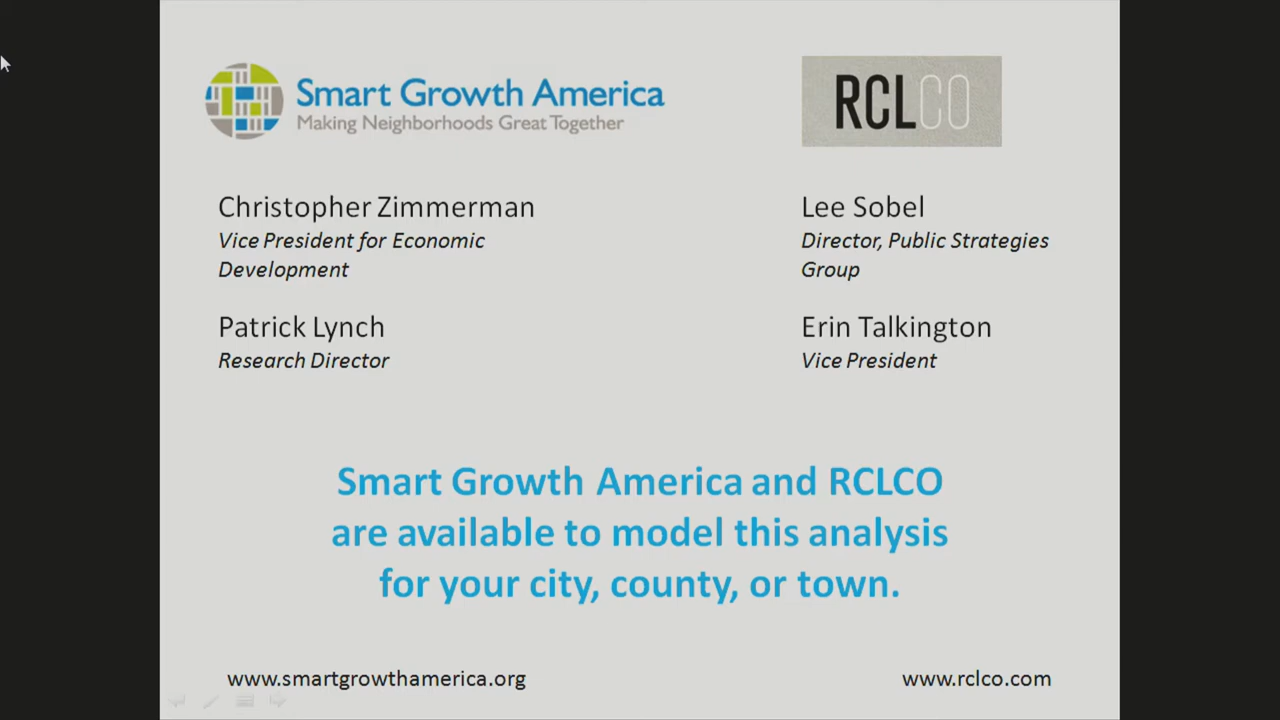 Smart Growth America
Making Neighborhoods Great Together
RCLCO
Christopher Zimmerman
Vice President for Economic
Development
Patrick Lynch
Research Director
Lee Sobel
Director, Public Strategies
Group
Erin Talkington
Vice President
Smart Growth America and RCLCO
are available to model this analysis
for your city, county, or town.
www.smartgrowthamerica.org
www.rclco.com